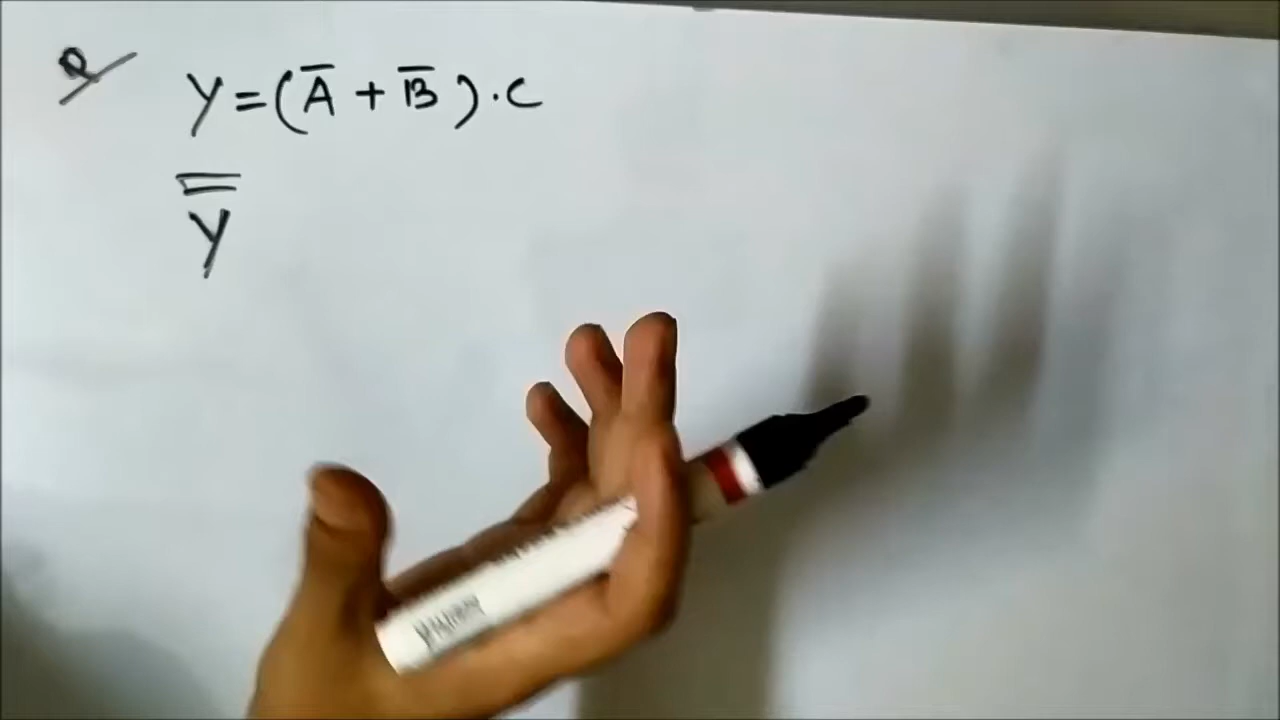 Q
Y = (A̅ + B̅) · C
Y̿